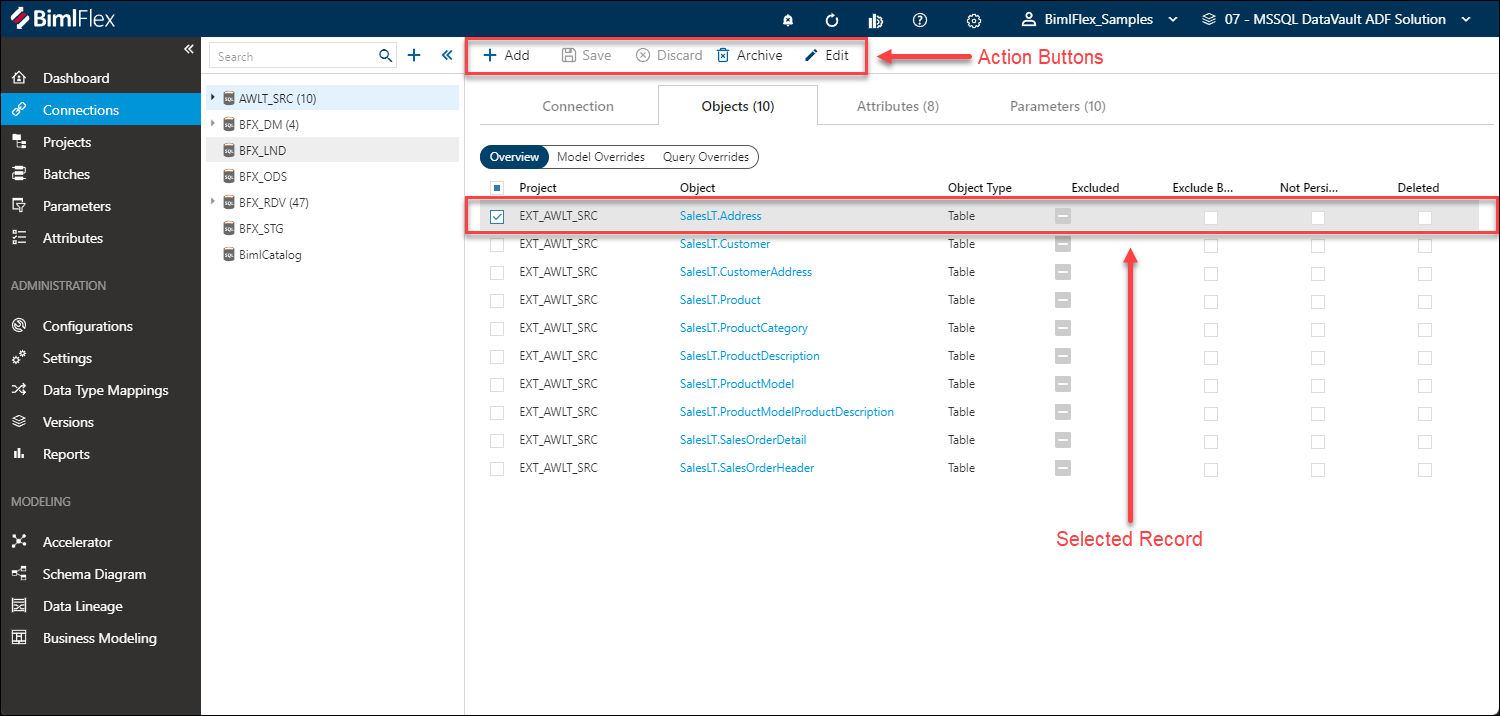 BimlFlex
BimlFlex_Samples
07 - MSSQL DataVault ADF Solution
Dashboard
Connections
Projects
Batches
Parameters
Attributes
ADMINISTRATION
Configurations
Settings
Data Type Mappings
Versions
Reports
MODELING
Accelerator
Schema Diagram
Data Lineage
Business Modeling
Search
AWLT_SRC (10)
BFX_DM (4)
BFX_LND
BFX_ODS
BFX_RDV (47)
BFX_STG
BimlCatalog
Add Save Discard Archive Edit
Action Buttons
Connection Objects (10) Attributes (8) Parameters (10)
Overview Model Overrides Query Overrides
Project Object Object Type Excluded Exclude B... Not Persi... Deleted
EXT_AWLT_SRC SalesLT.Address Table
EXT_AWLT_SRC SalesLT.Customer Table
EXT_AWLT_SRC SalesLT.CustomerAddress Table
EXT_AWLT_SRC SalesLT.Product Table
EXT_AWLT_SRC SalesLT.ProductCategory Table
EXT_AWLT_SRC SalesLT.ProductDescription Table
EXT_AWLT_SRC SalesLT.ProductModel Table
EXT_AWLT_SRC SalesLT.ProductModelProductDescription Table
EXT_AWLT_SRC SalesLT.SalesOrderDetail Table
EXT_AWLT_SRC SalesLT.SalesOrderHeader Table
Selected Record